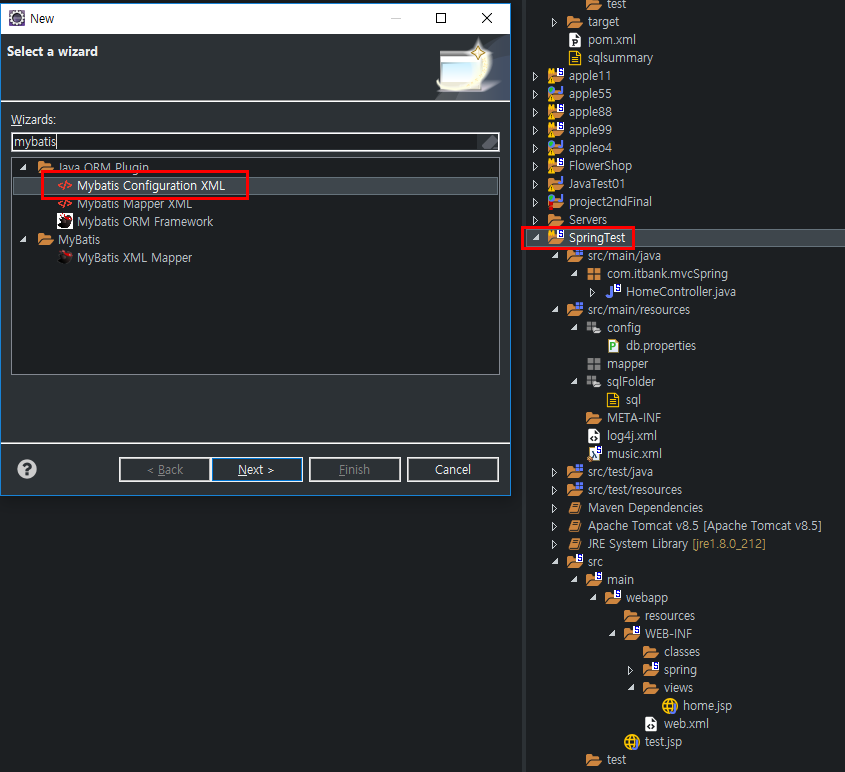 New
Select a wizard
Wizards:
mybatis
Java ORM Plugin
Mybatis Configuration XML
Mybatis Mapper XML
Mybatis ORM Framework
MyBatis
MyBatis XML Mapper
< Back
Next >
Finish
Cancel
test
target
pom.xml
sqlsummary
apple11
apple55
apple88
apple99
appleo4
FlowerShop
JavaTest01
project2ndFinal
Servers
SpringTest
src/main/java
com.itbank.mvcSpring
HomeController.java
src/main/resources
config
db.properties
mapper
sqlFolder
sql
META-INF
log4j.xml
music.xml
src/test/java
src/test/resources
Maven Dependencies
Apache Tomcat v8.5 [Apache Tomcat v8.5]
JRE System Library [jre1.8.0_212]
src
main
webapp
resources
WEB-INF
classes
spring
views
home.jsp
web.xml
test.jsp
test